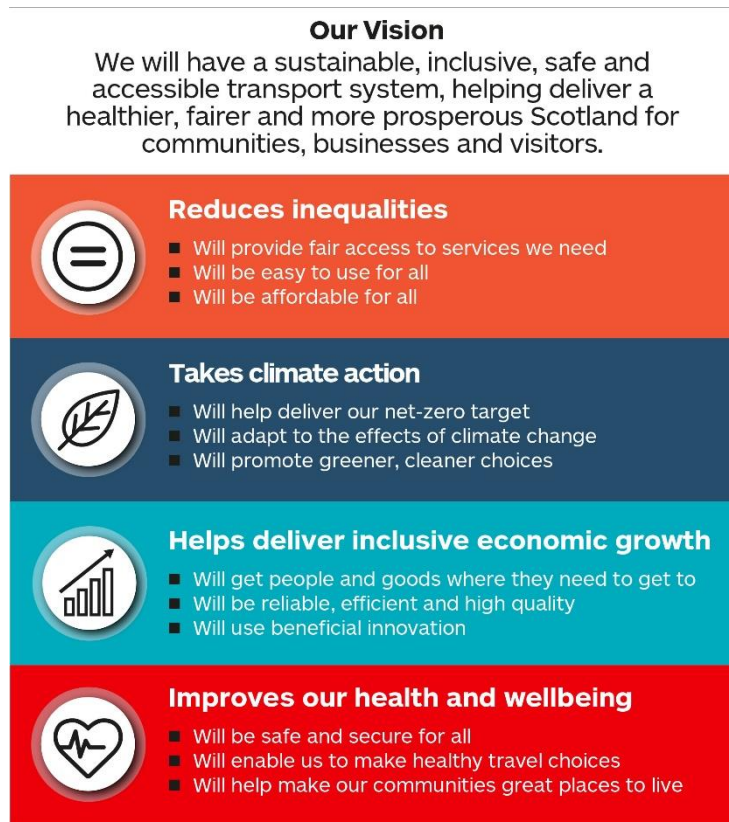 Our Vision
We will have a sustainable, inclusive, safe and
accessible transport system, helping deliver a
healthier, fairer and more prosperous Scotland for
communities, businesses and visitors.
Reduces inequalities
■ Will provide fair access to services we need
■ Will be easy to use for all
■ Will be affordable for all
Takes climate action
■ Will help deliver our net-zero target
■ Will adapt to the effects of climate change
■ Will promote greener, cleaner choices
Helps deliver inclusive economic growth
■ Will get people and goods where they need to get to
■ Will be reliable, efficient and high quality
■ Will use beneficial innovation
Improves our health and wellbeing
■ Will be safe and secure for all
■ Will enable us to make healthy travel choices
■ Will help make our communities great places to live